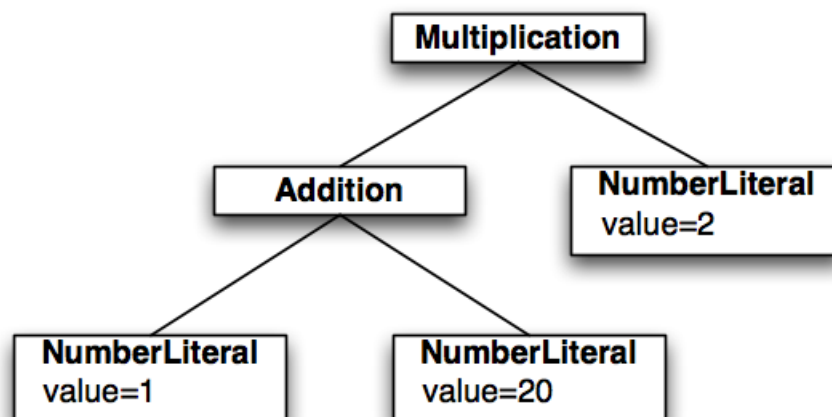 Multiplication
Addition
NumberLiteral
value=2
NumberLiteral
value=1
NumberLiteral
value=20